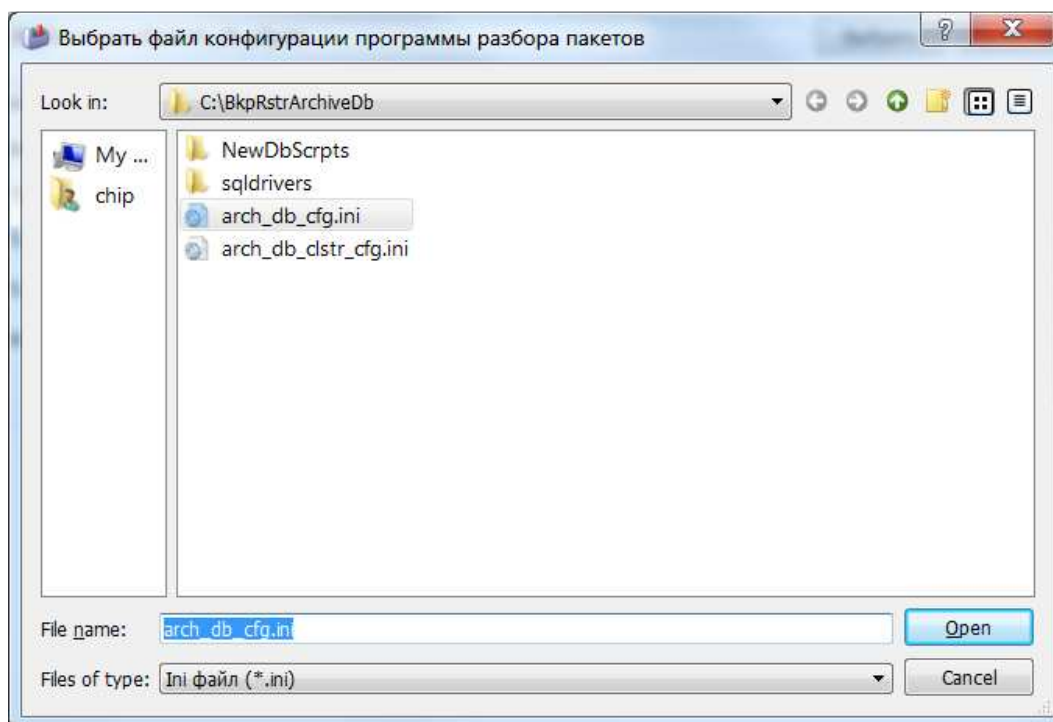 Выбрать файл конфигурации программы разбора пакетов
Look in:
C:\BkpRstrArchiveDb
My ...
chip
NewDbScrpts
sqldrivers
arch_db_cfg.ini
arch_db_clstr_cfg.ini
File name:
arch_db_cfg.ini
Open
Files of type:
Ini файл (*.ini)
Cancel